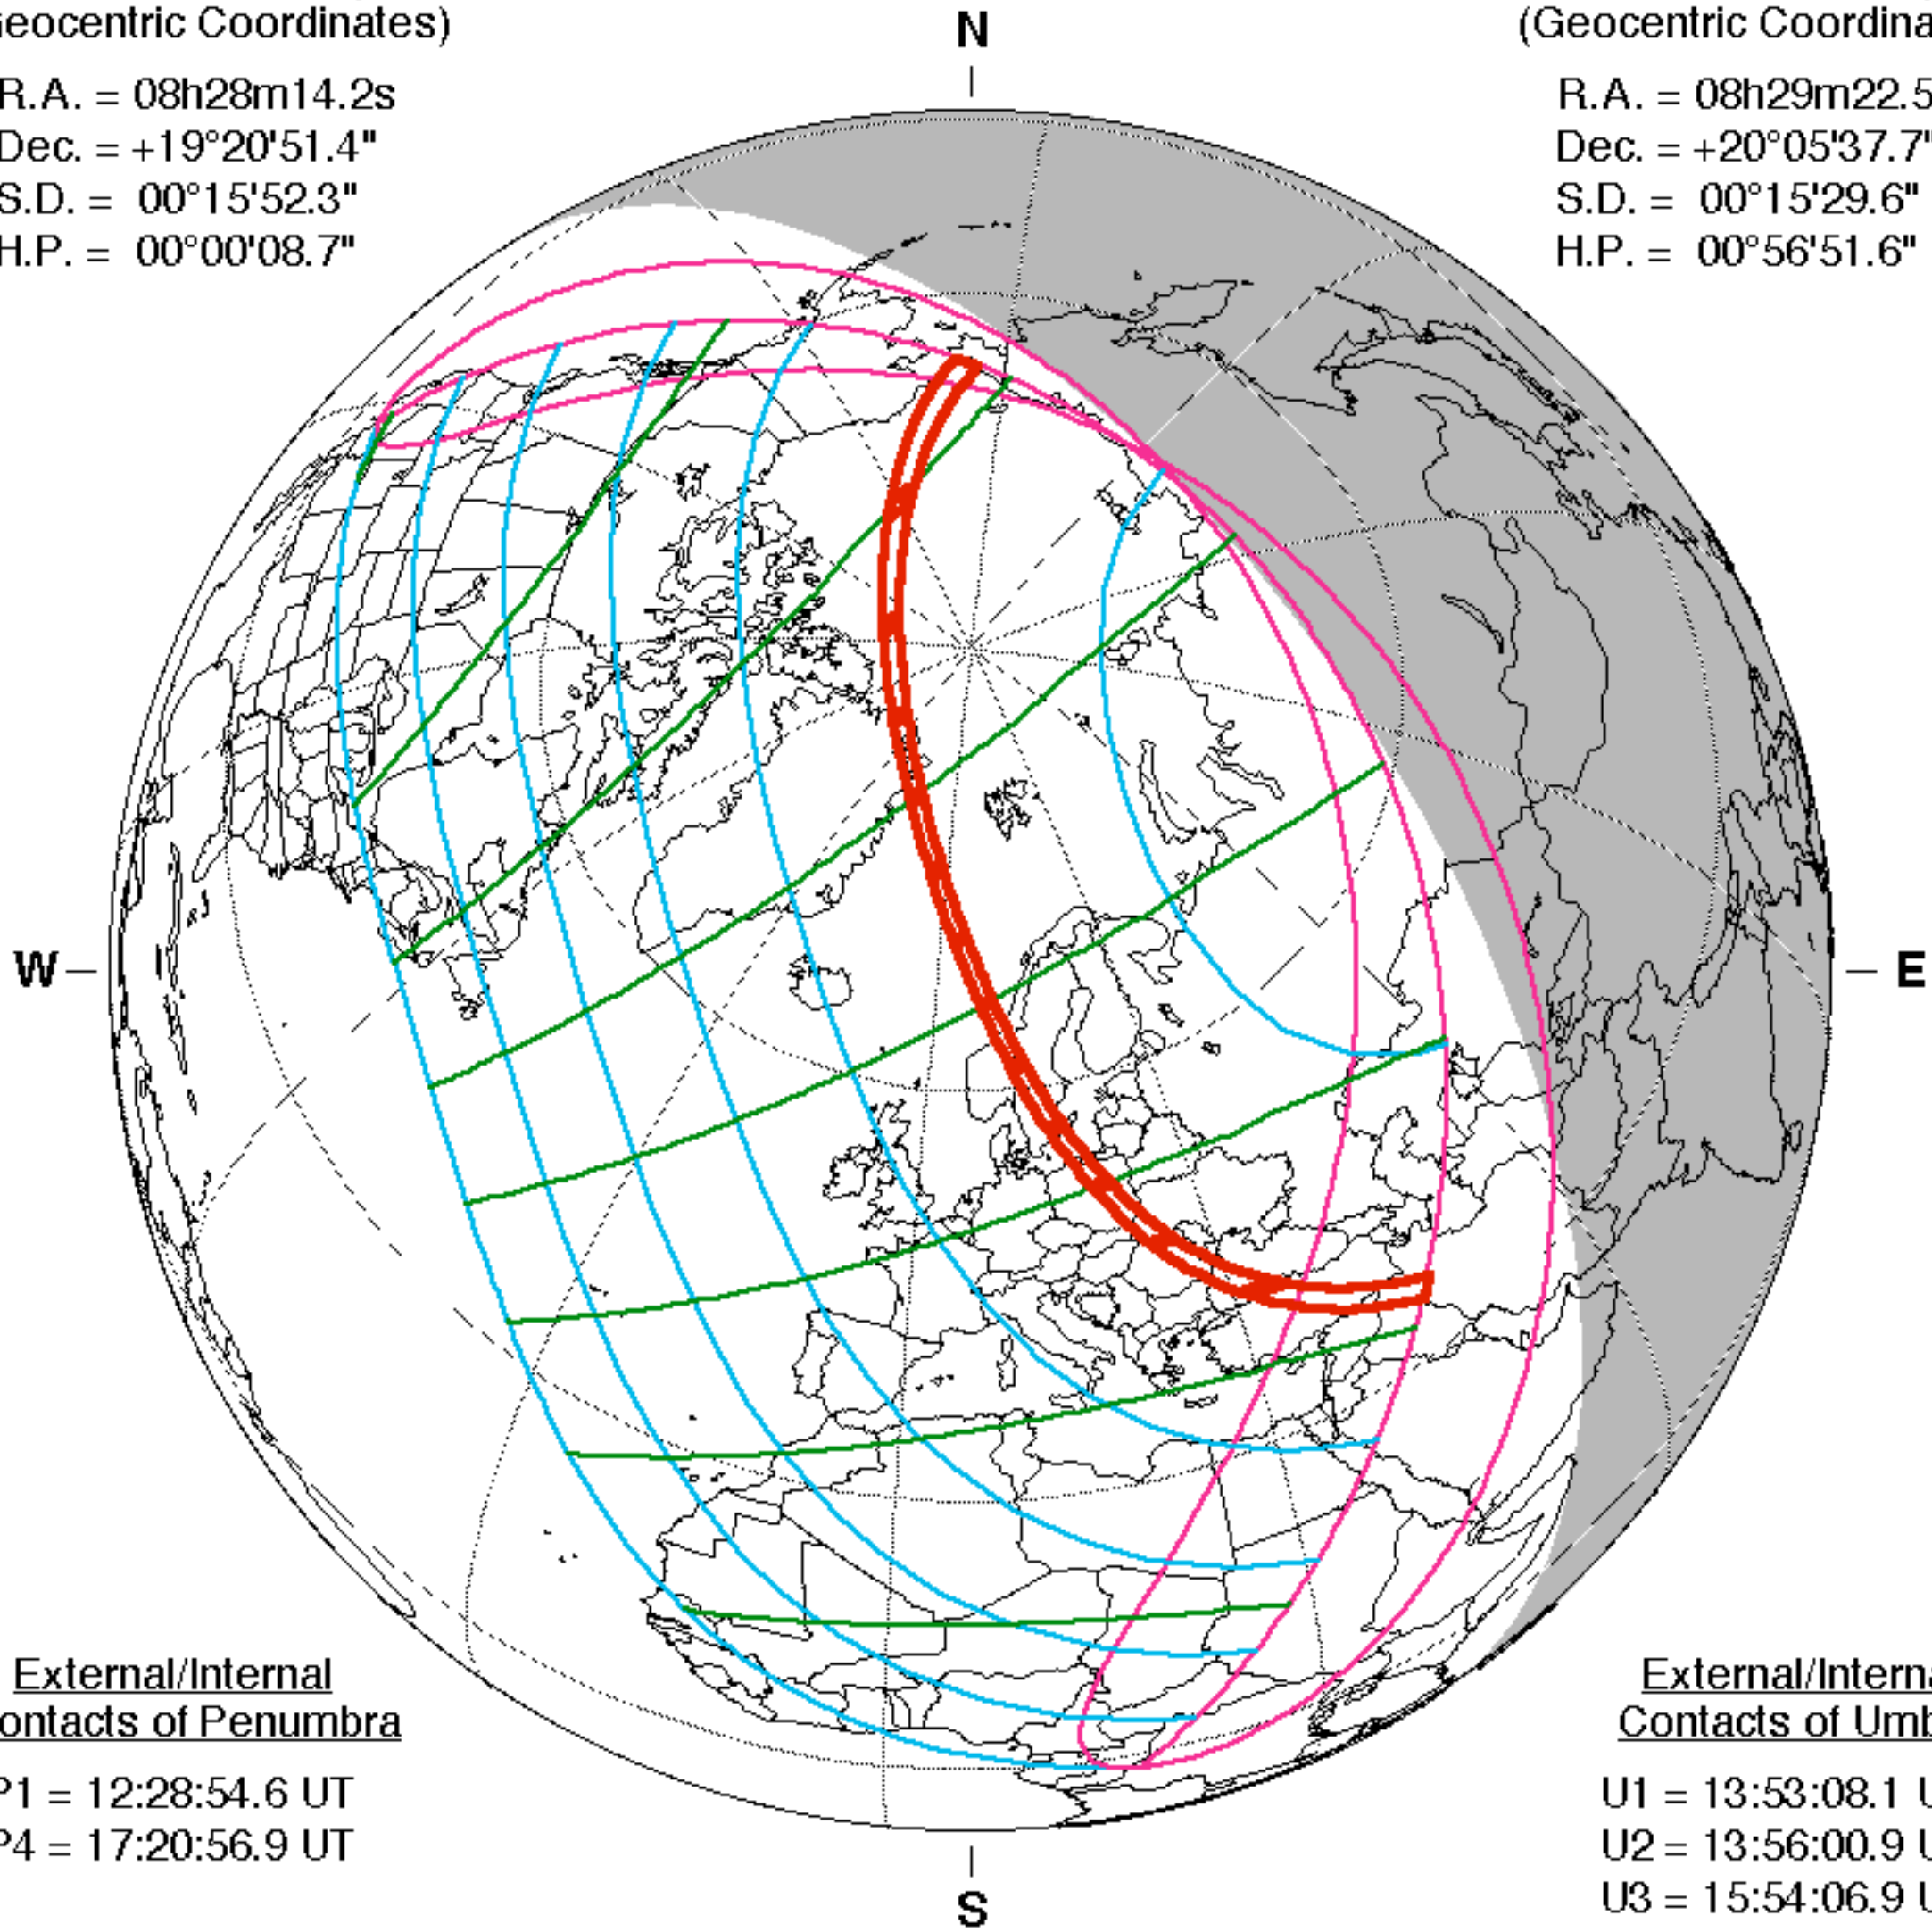 eocentric Coordinates)
R.A. = 08h28m14.2s
Dec. = +19°20'51.4"
S.D. = 00°15'52.3"
H.P. = 00°00'08.7"
N
(Geocentric Coordina
R.A. = 08h29m22.5
Dec. = +20°05'37.7"
S.D. = 00°15'29.6"
H.P. = 00°56'51.6"
W
E
External/Internal
ontacts of Penumbra
P1 = 12:28:54.6 UT
P4 = 17:20:56.9 UT
External/Interna
Contacts of Umb
U1 = 13:53:08.1 U
U2 = 13:56:00.9 U
U3 = 15:54:06.9 U
S